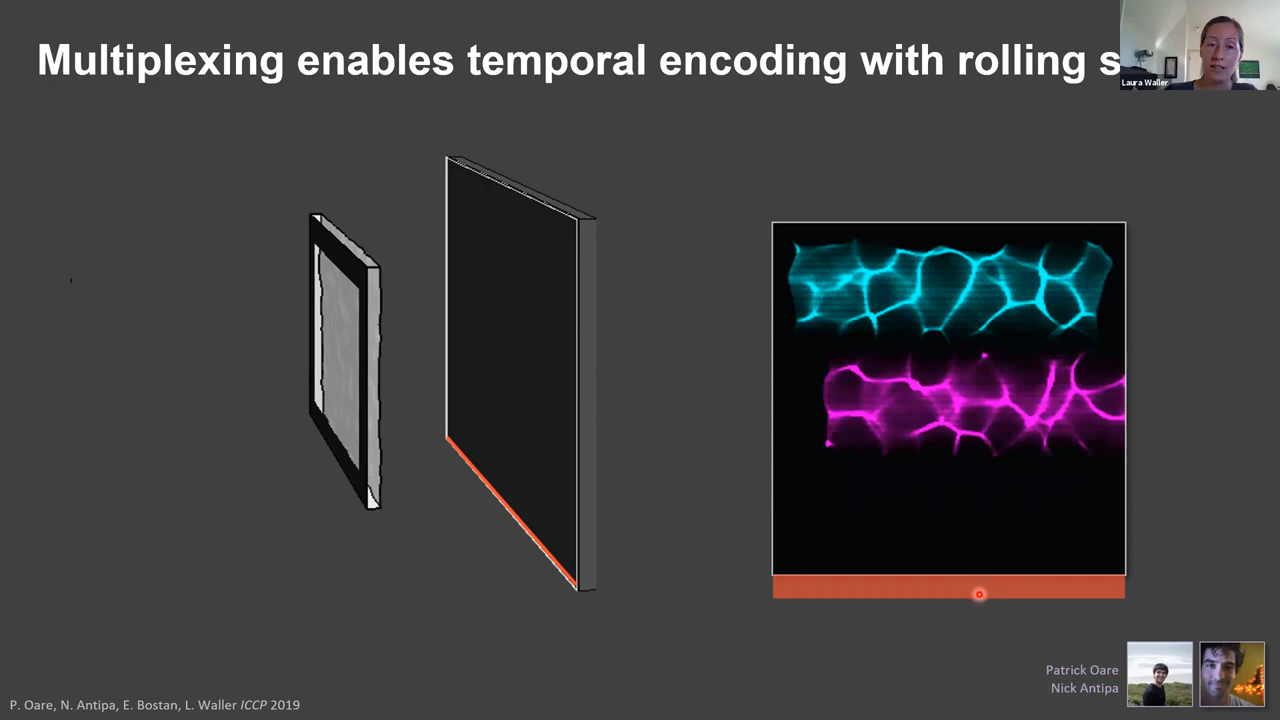 Multiplexing enables temporal encoding with rolling s
Laura Waller
Patrick Oare
Nick Antipa
P. Oare, N. Antipa, E. Bostan, L. Waller ICCP 2019